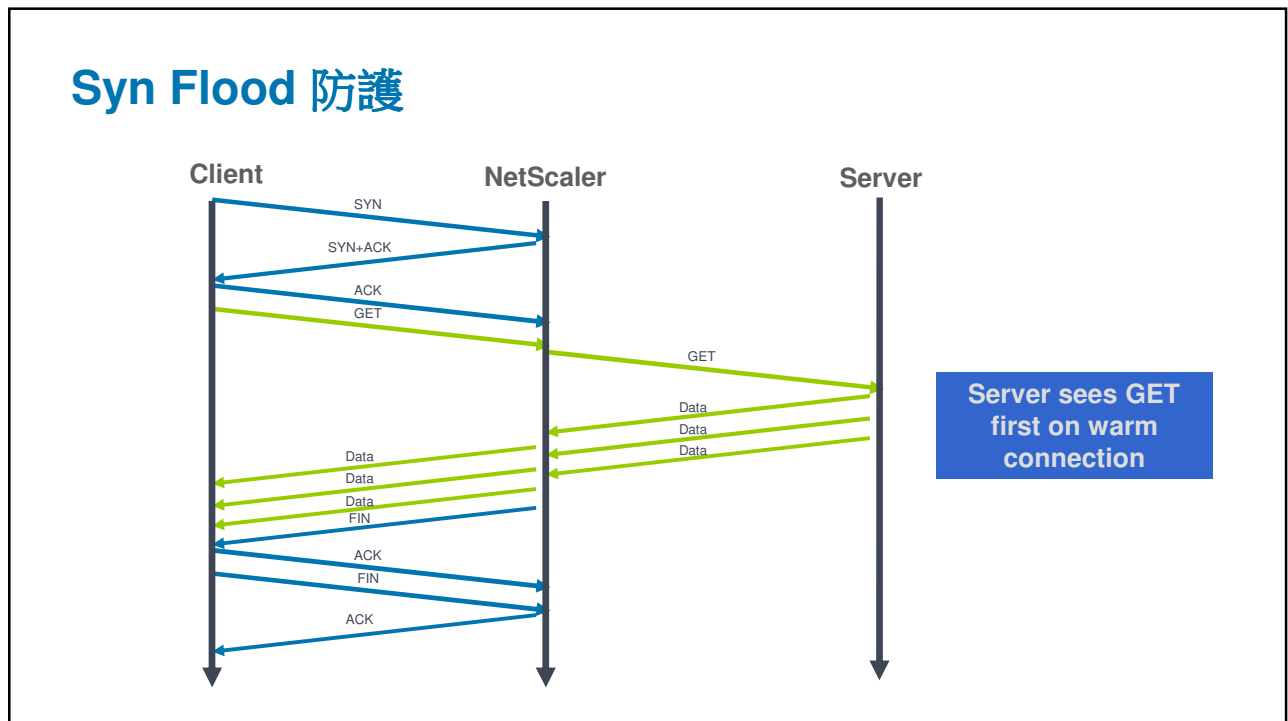 Syn Flood 防護
Client
NetScaler
Server
SYN
SYN+ACK
ACK
GET
GET
Data
Data
Data
Server sees GET
first on warm
connection
Data
Data
Data
FIN
ACK
FIN
ACK